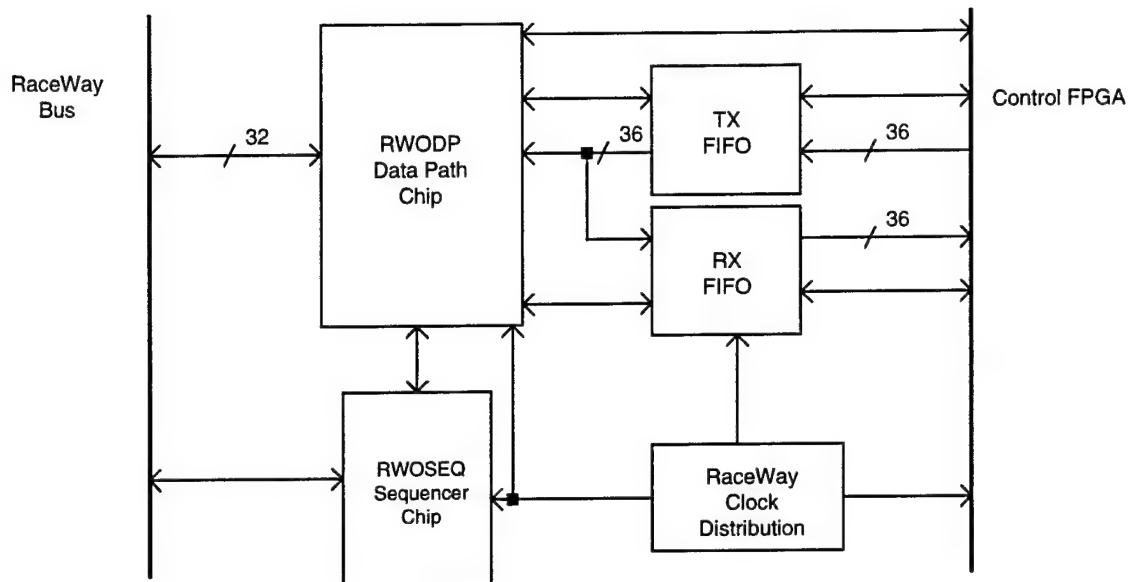 RaceWay
Bus
32
RWODP
Data Path
Chip
36
TX
FIFO
36
Control FPGA
RX
FIFO
36
RWOSEQ
Sequencer
Chip
RaceWay
Clock
Distribution